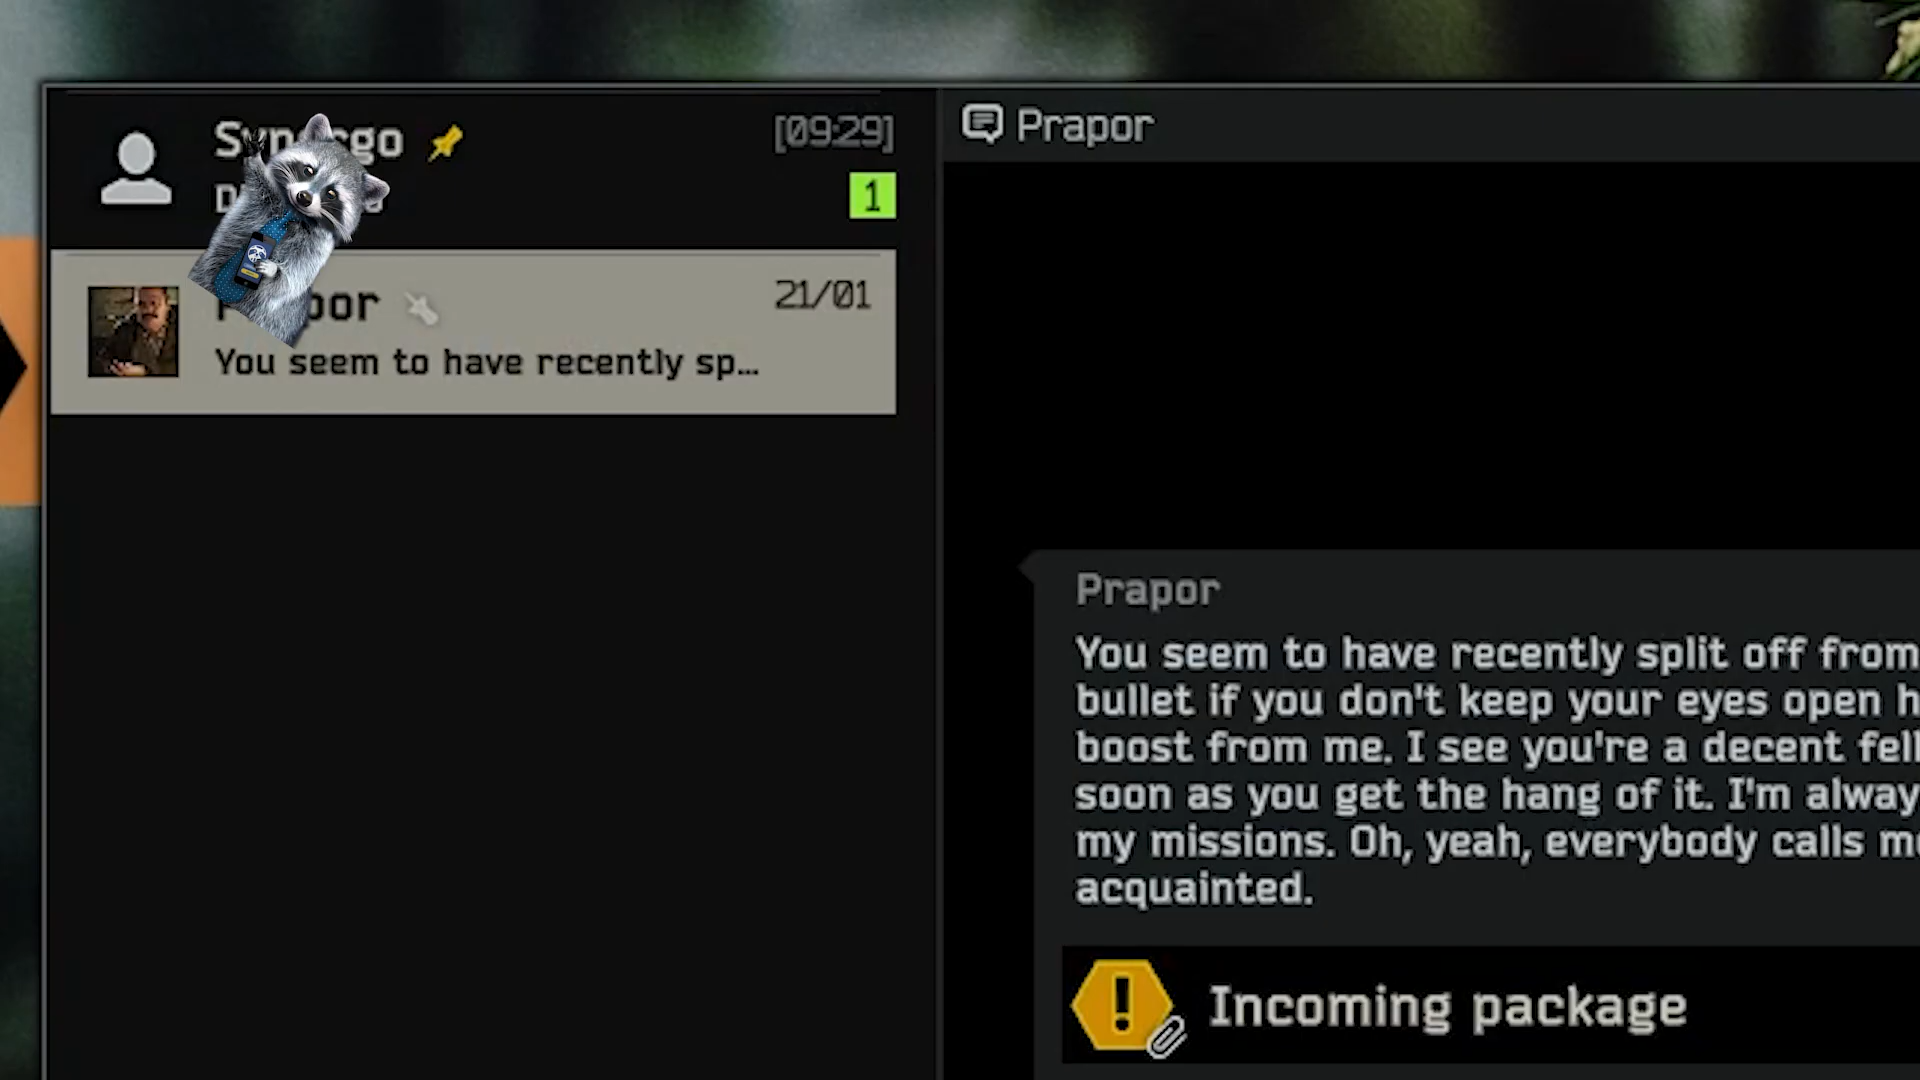 [09:29]
1
21/01
You seem to have recently sp...
Prapor
Prapor
You seem to have recently split off from
bullet if you don't keep your eyes open h
boost from me. I see you're a decent fell
soon as you get the hang of it. I'm alway
my missions. Oh, yeah, everybody calls m
acquainted.
Incoming package